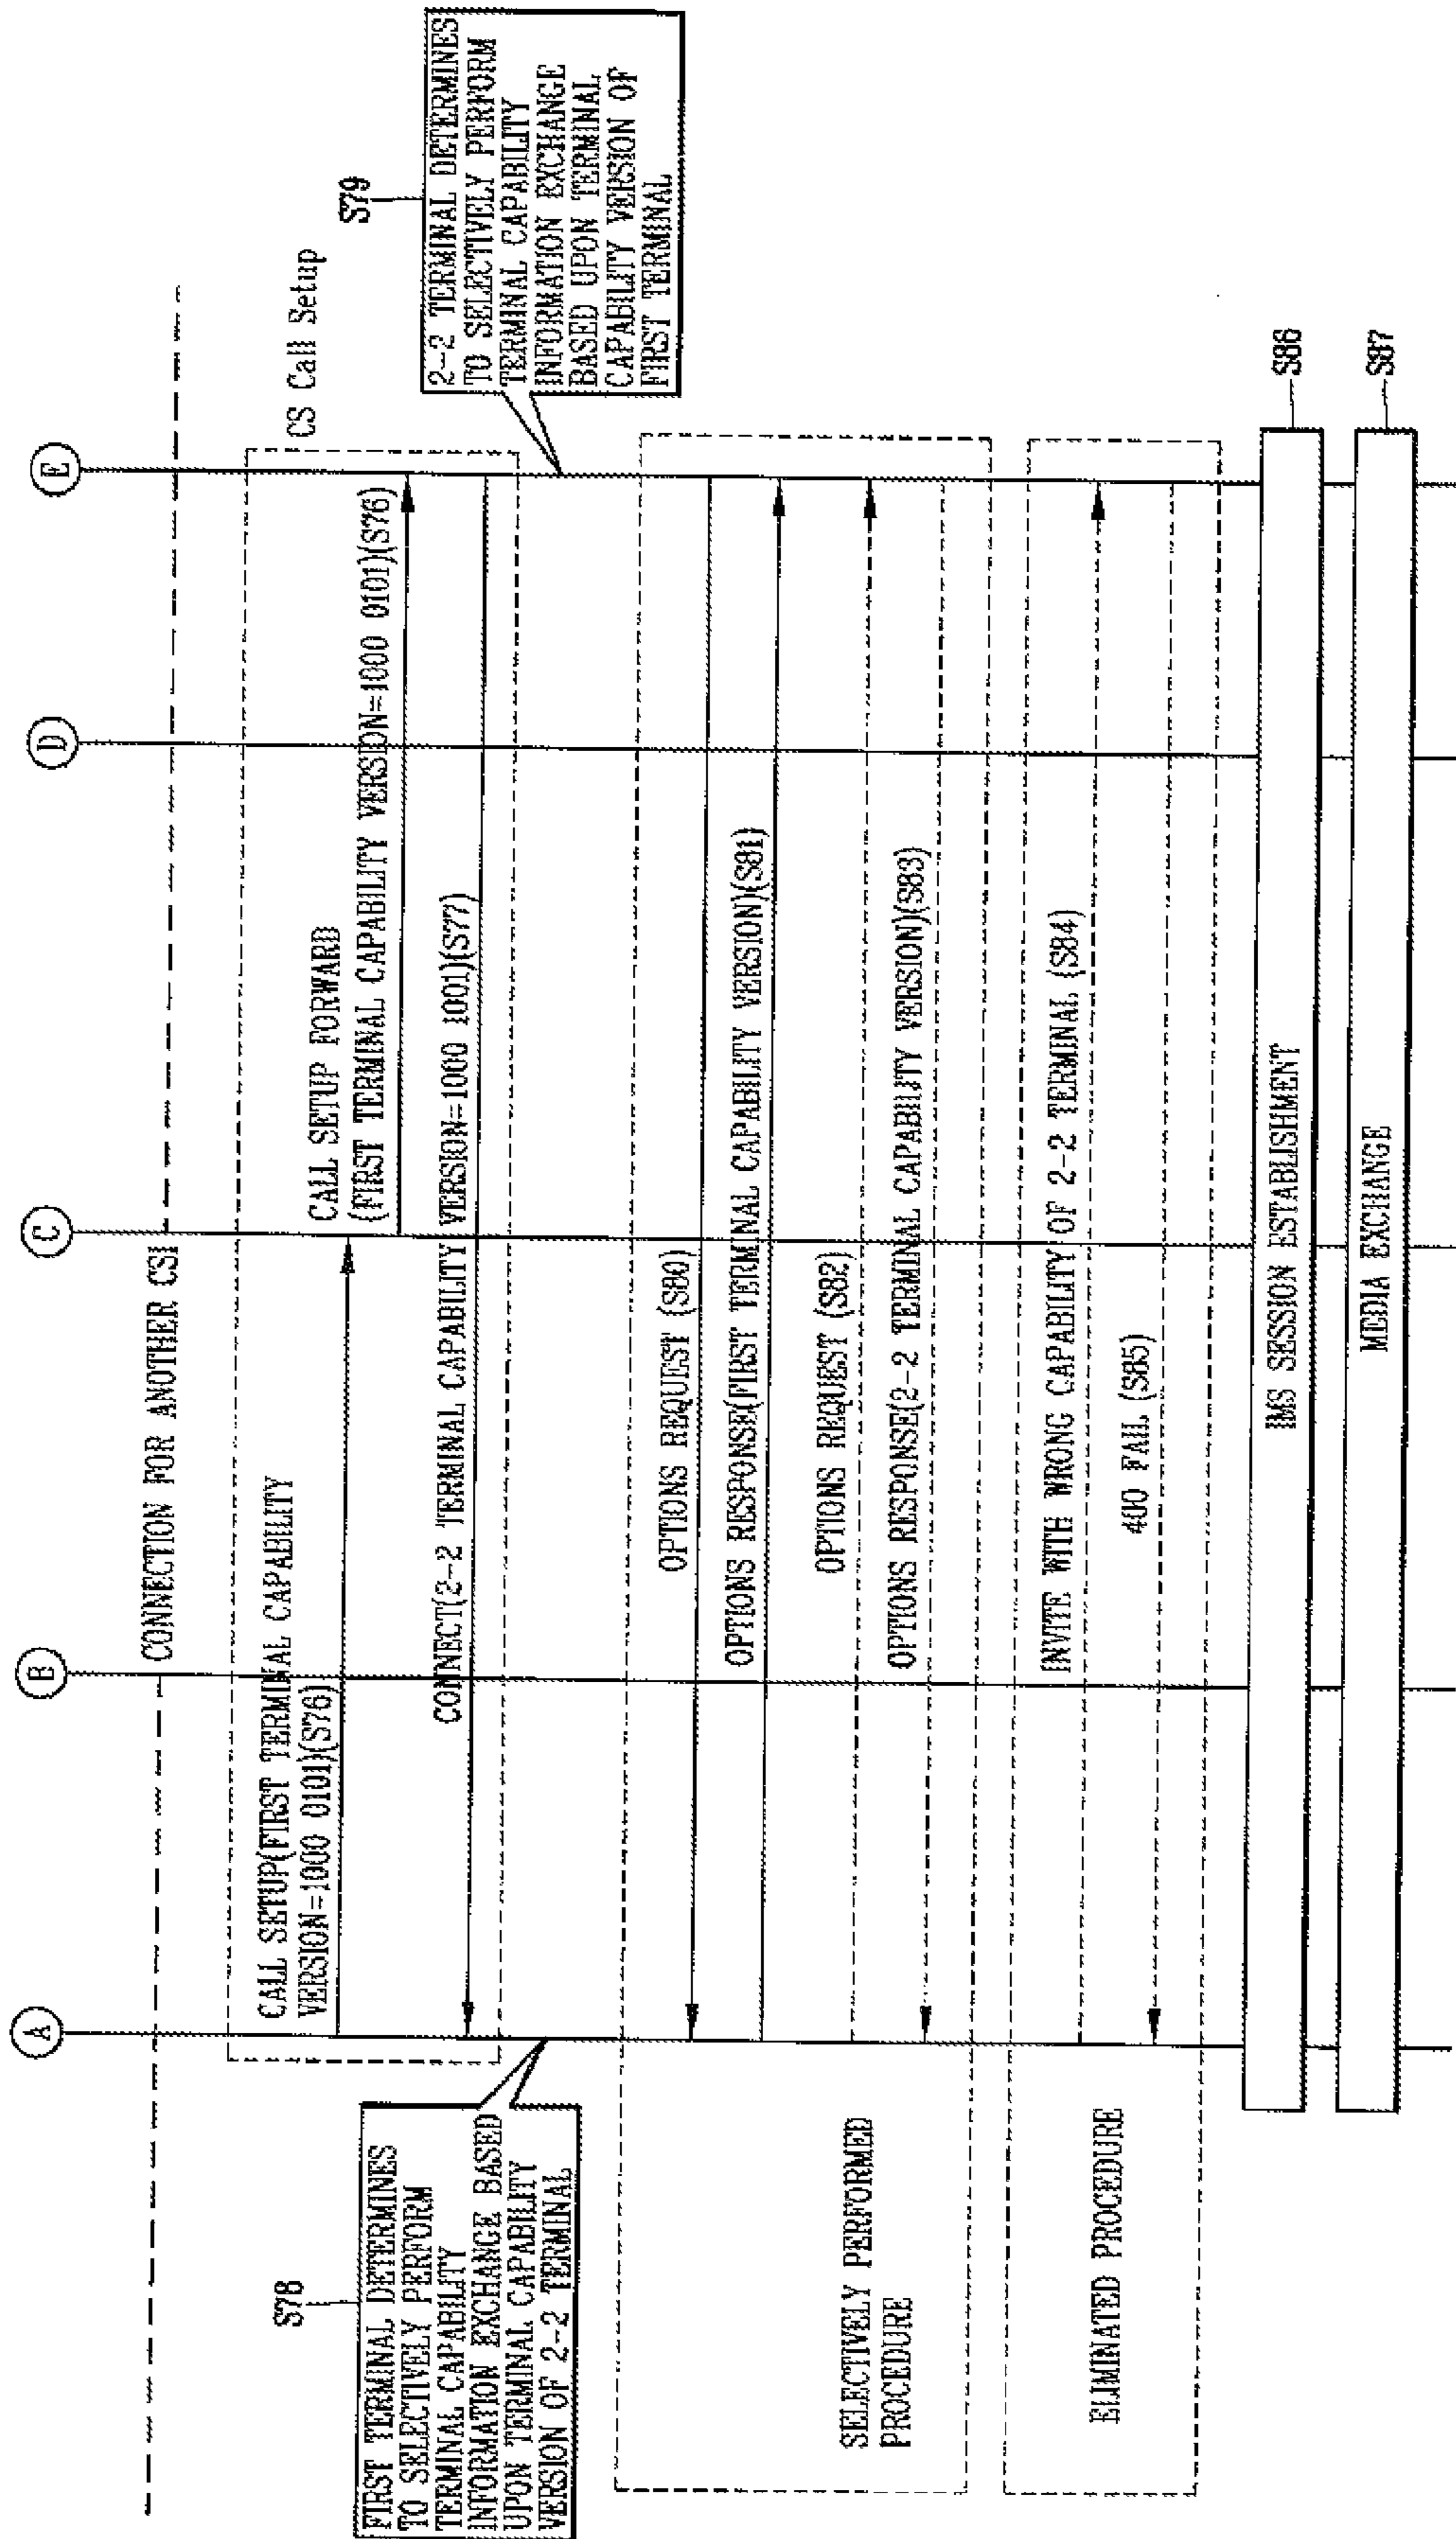 A
B
C
D
E
CONNECTION FOR ANOTHER CSI
CS Call Setup
CALL SETUP(FIRST TERMINAL CAPABILITY
VERSION=1000 0101)(S76)
CALL SETUP FORWARD
(FIRST TERMINAL CAPABILITY VERSION=1000 0101)(S76)
CONNECT(2-2 TERMINAL CAPABILITY VERSION=1000 1001)(S77)
S78
FIRST TERMINAL DETERMINES
TO SELECTIVELY PERFORM
TERMINAL CAPABILITY
INFORMATION EXCHANGE BASED
UPON TERMINAL CAPABILITY
VERSION OF 2-2 TERMINAL
S79
2-2 TERMINAL DETERMINES
TO SELECTIVELY PERFORM
TERMINAL CAPABILITY
INFORMATION EXCHANGE
BASED UPON TERMINAL
CAPABILITY VERSION OF
FIRST TERMINAL
OPTIONS REQUEST (S80)
OPTIONS RESPONSE(FIRST TERMINAL CAPABILITY VERSION)(S81)
SELECTIVELY PERFORMED
PROCEDURE
OPTIONS REQUEST (S82)
OPTIONS RESPONSE(2-2 TERMINAL CAPABILITY VERSION)(S83)
INVITE WITH WRONG CAPABILITY OF 2-2 TERMINAL (S84)
ELIMINATED PROCEDURE
400 FAIL (S85)
IMS SESSION ESTABLISHMENT
S86
MEDIA EXCHANGE
S87